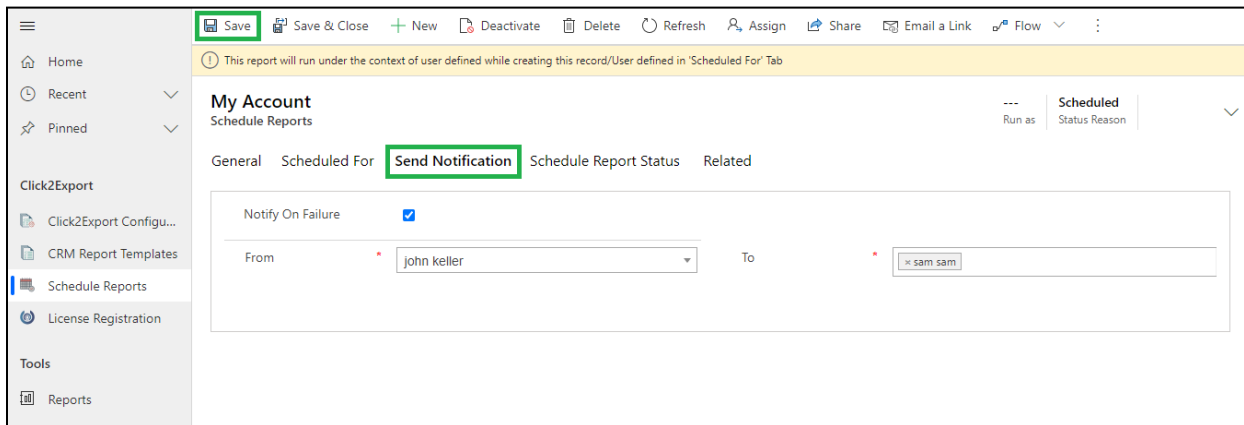 Save Save & Close New Deactivate Delete Refresh Assign Share Email a Link Flow
Home
Recent
Pinned
Click2Export
Click2Export Configu...
CRM Report Templates
Schedule Reports
License Registration
Tools
Reports
This report will run under the context of user defined while creating this record/User defined in 'Scheduled For' Tab
My Account
Schedule Reports
---
Run as
Scheduled
Status Reason
General Scheduled For Send Notification Schedule Report Status Related
Notify On Failure
From * john keller To * × sam sam